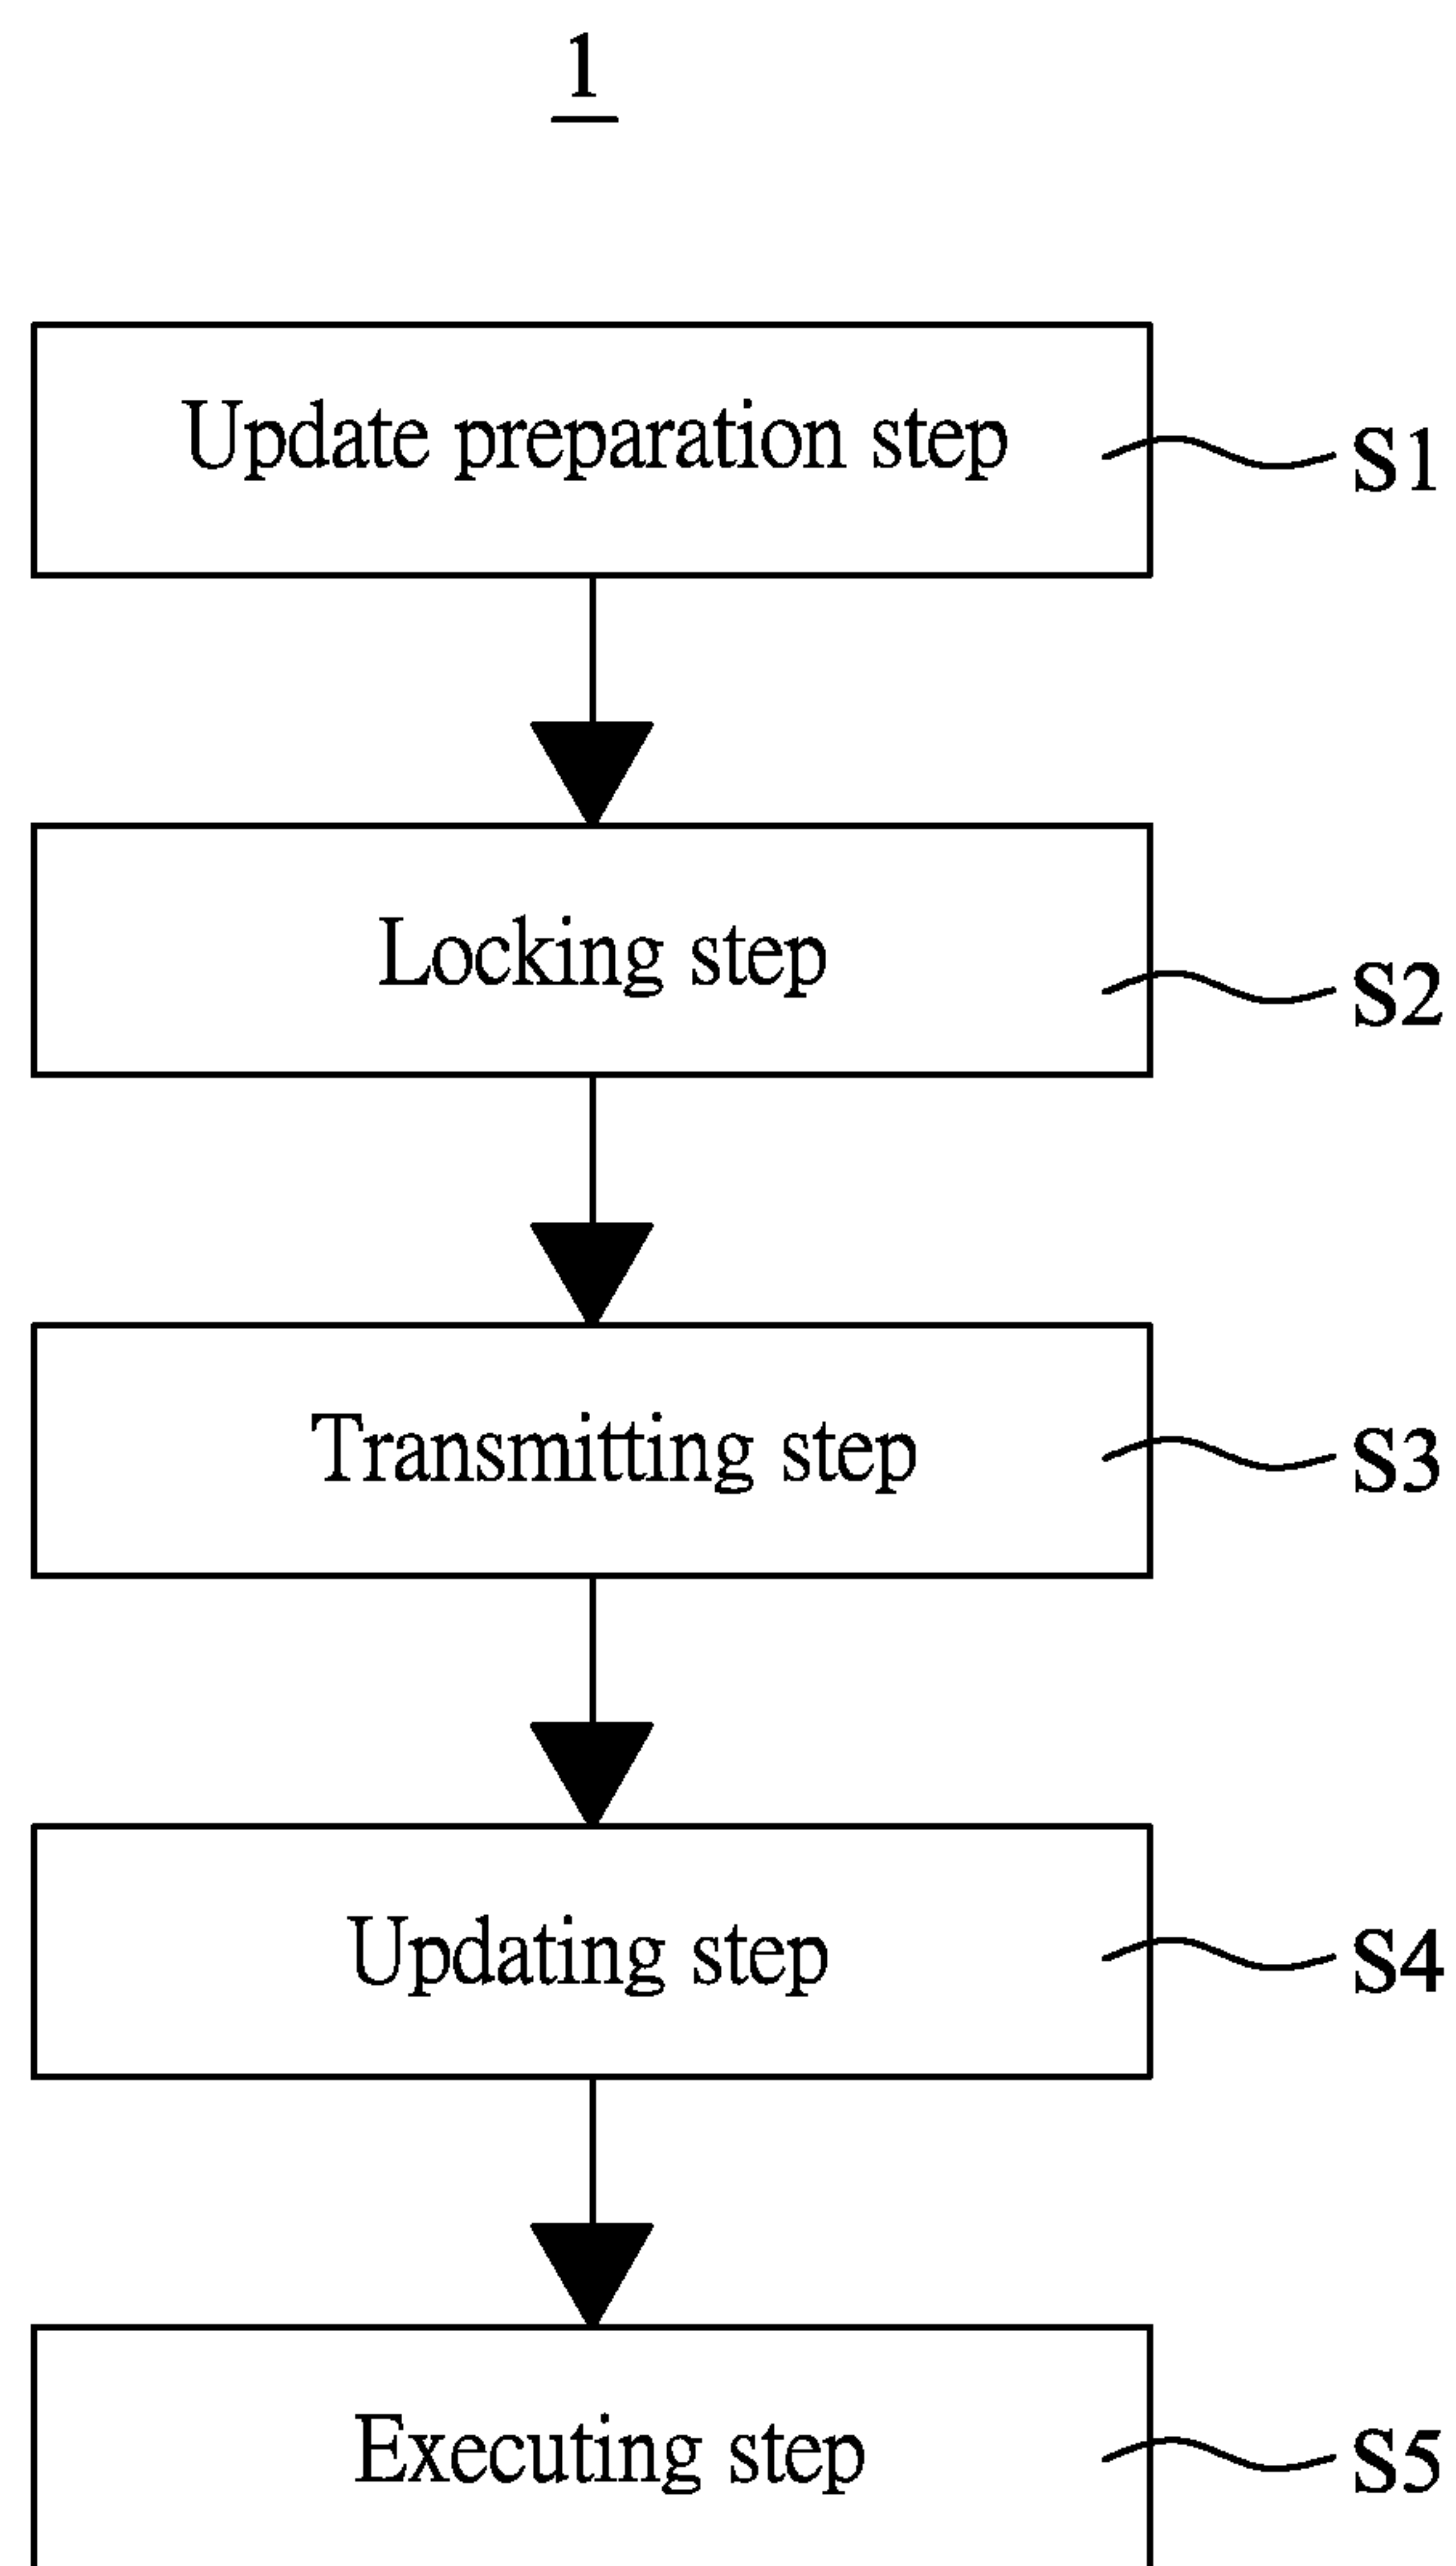 1
Update preparation step
S1
Locking step
S2
Transmitting step
S3
Updating step
S4
Executing step
S5